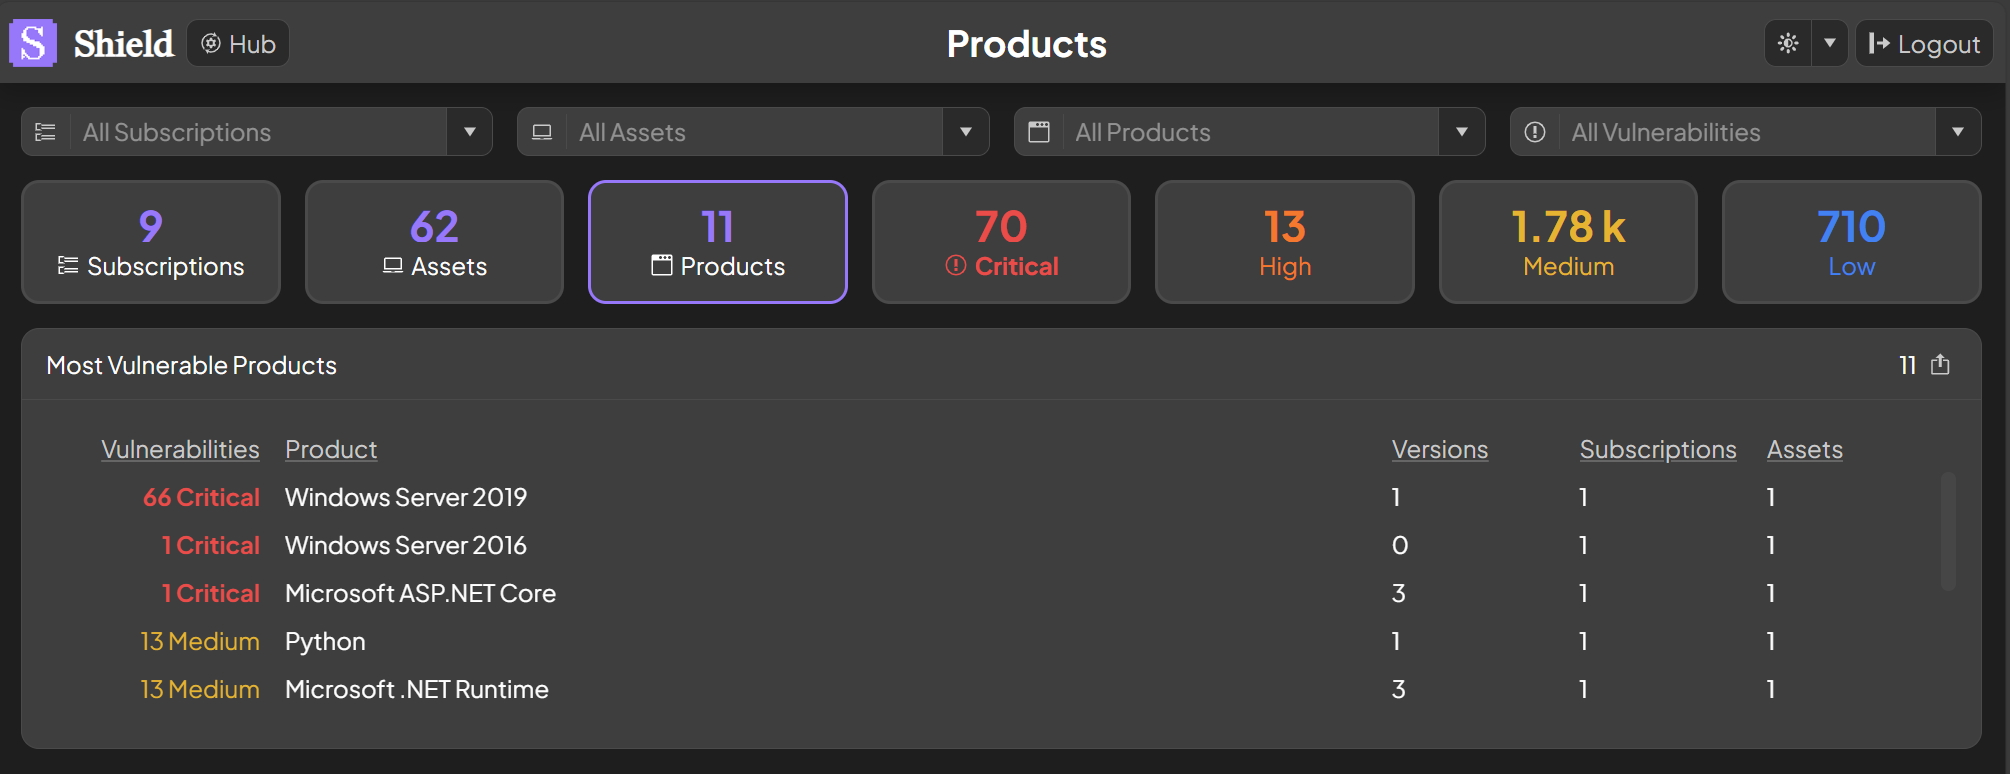 S Shield Hub Products Logout
All Subscriptions All Assets All Products All Vulnerabilities
9 62 11 70 13 1.78 k 710
Subscriptions Assets Products Critical High Medium Low
Most Vulnerable Products 11
Vulnerabilities Product Versions Subscriptions Assets
66 Critical Windows Server 2019 1 1 1
1 Critical Windows Server 2016 0 1 1
1 Critical Microsoft ASP.NET Core 3 1 1
13 Medium Python 1 1 1
13 Medium Microsoft .NET Runtime 3 1 1